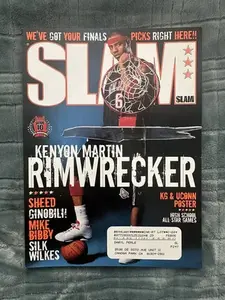 WE'VE GOT YOUR FINALS PICKS RIGHT HERE!!
SLAM
SLAM
6
KENYON MARTIN
RIMWRECKER
SHEED
GINOBILI!
MIKE
BIBBY
SILK
WILKES
KG & UCONN
POSTER
HIGH SCHOOL
ALL STAR GAMES